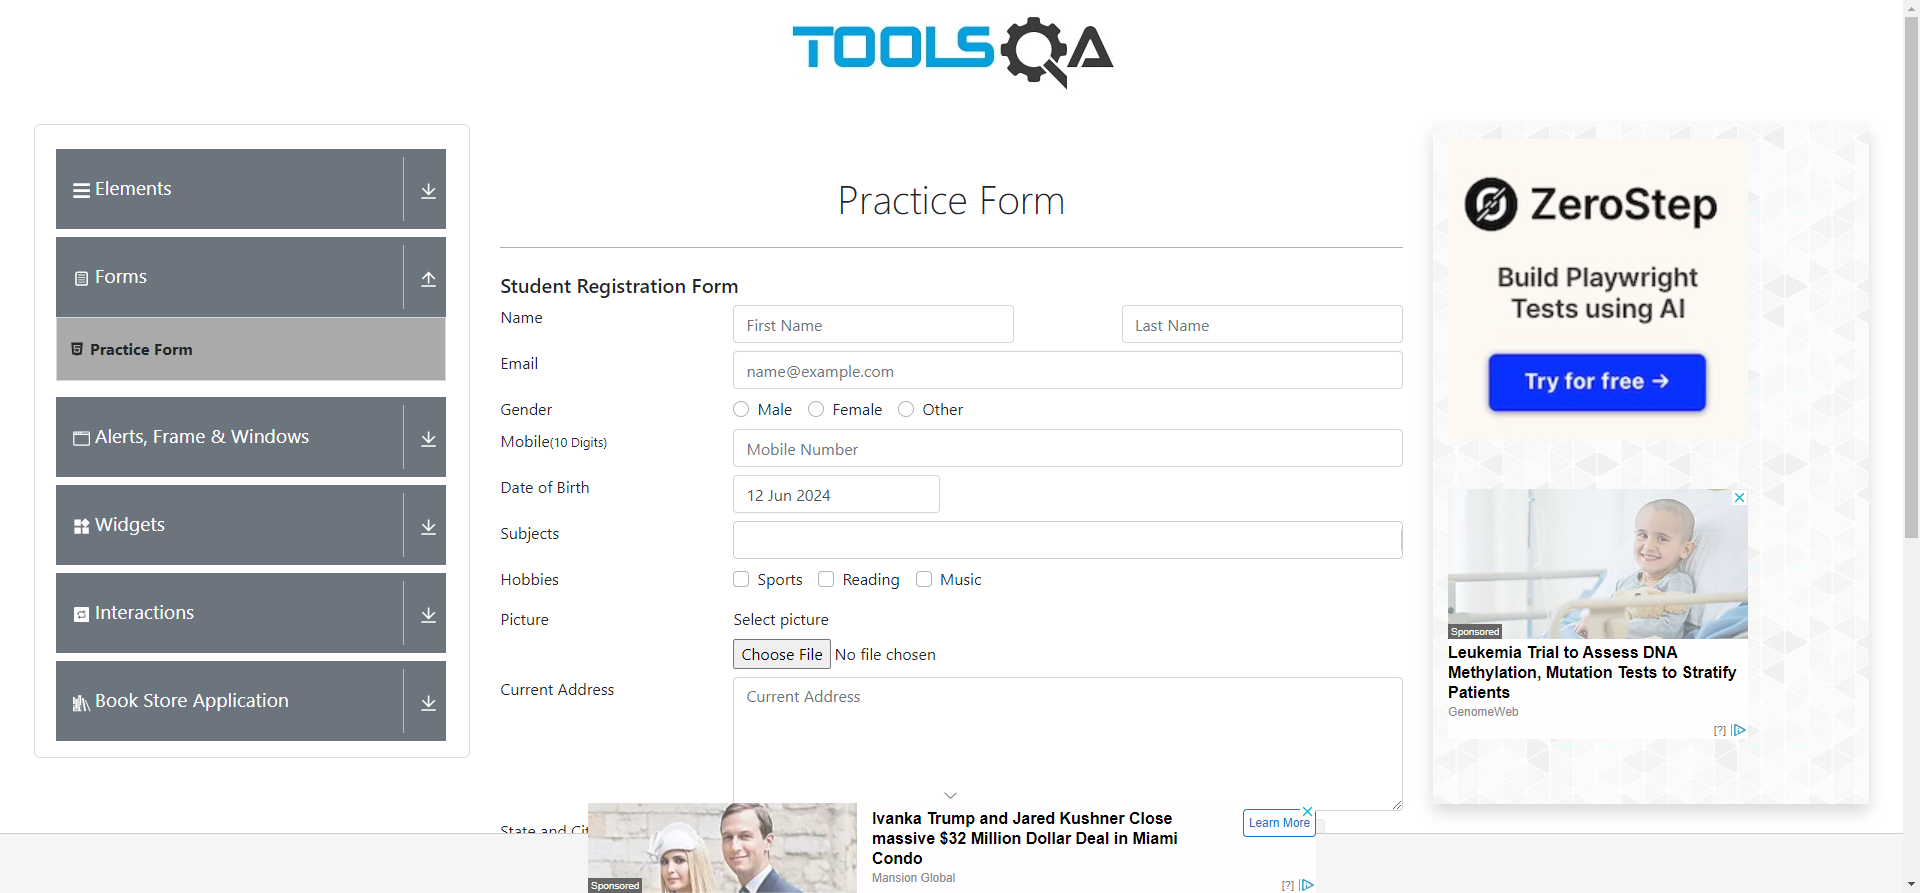 TOOLSQA
Elements
Forms
Practice Form
Alerts, Frame & Windows
Widgets
Interactions
Book Store Application
Practice Form
Student Registration Form
Name
First Name
Last Name
Email
name@example.com
Gender
Male
Female
Other
Mobile(10 Digits)
Mobile Number
Date of Birth
12 Jun 2024
Subjects
Hobbies
Sports
Reading
Music
Picture
Select picture
Choose File
No file chosen
Current Address
Current Address
State and Cit
ZeroStep
Build Playwright
Tests using AI
Try for free →
Sponsored
Leukemia Trial to Assess DNA
Methylation, Mutation Tests to Stratify
Patients
GenomeWeb
[?]
Sponsored
Ivanka Trump and Jared Kushner Close
massive $32 Million Dollar Deal in Miami
Condo
Mansion Global
Learn More
[?]